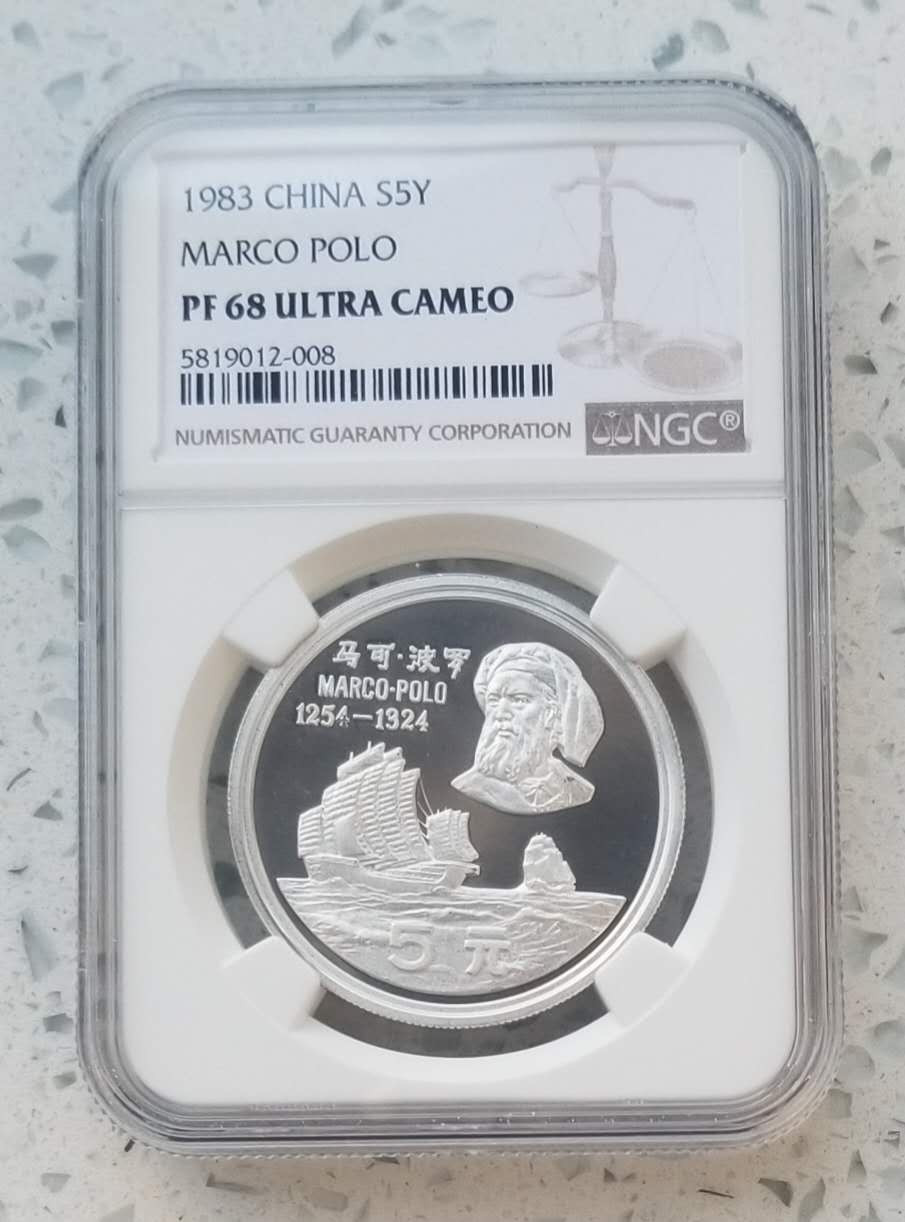 1983 CHINA S5Y
MARCO POLO
PF 68 ULTRA CAMEO
5819012-008
NUMISMATIC GUARANTY CORPORATION
NGC®
马可·波罗
MARCO·POLO
1254—1324
5元